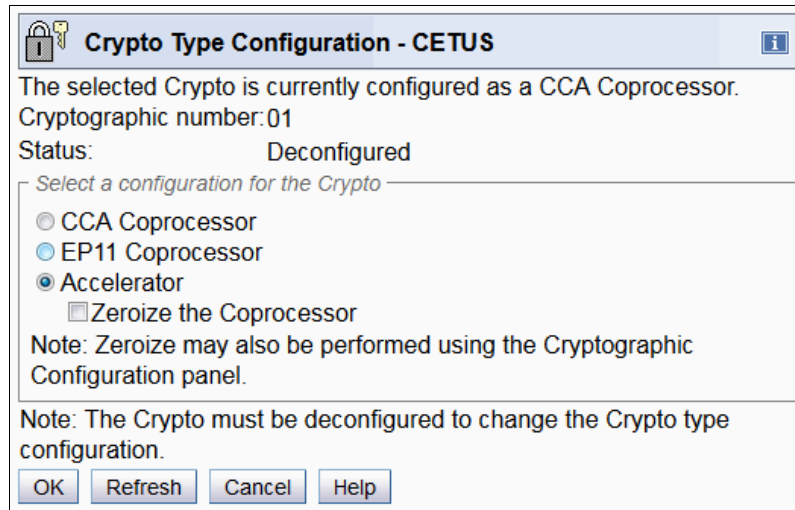 Crypto Type Configuration - CETUS
The selected Crypto is currently configured as a CCA Coprocessor.
Cryptographic number: 01
Status: Deconfigured
Select a configuration for the Crypto
CCA Coprocessor
EP11 Coprocessor
Accelerator
Zeroize the Coprocessor
Note: Zeroize may also be performed using the Cryptographic
Configuration panel.
Note: The Crypto must be deconfigured to change the Crypto type
configuration.
OK Refresh Cancel Help